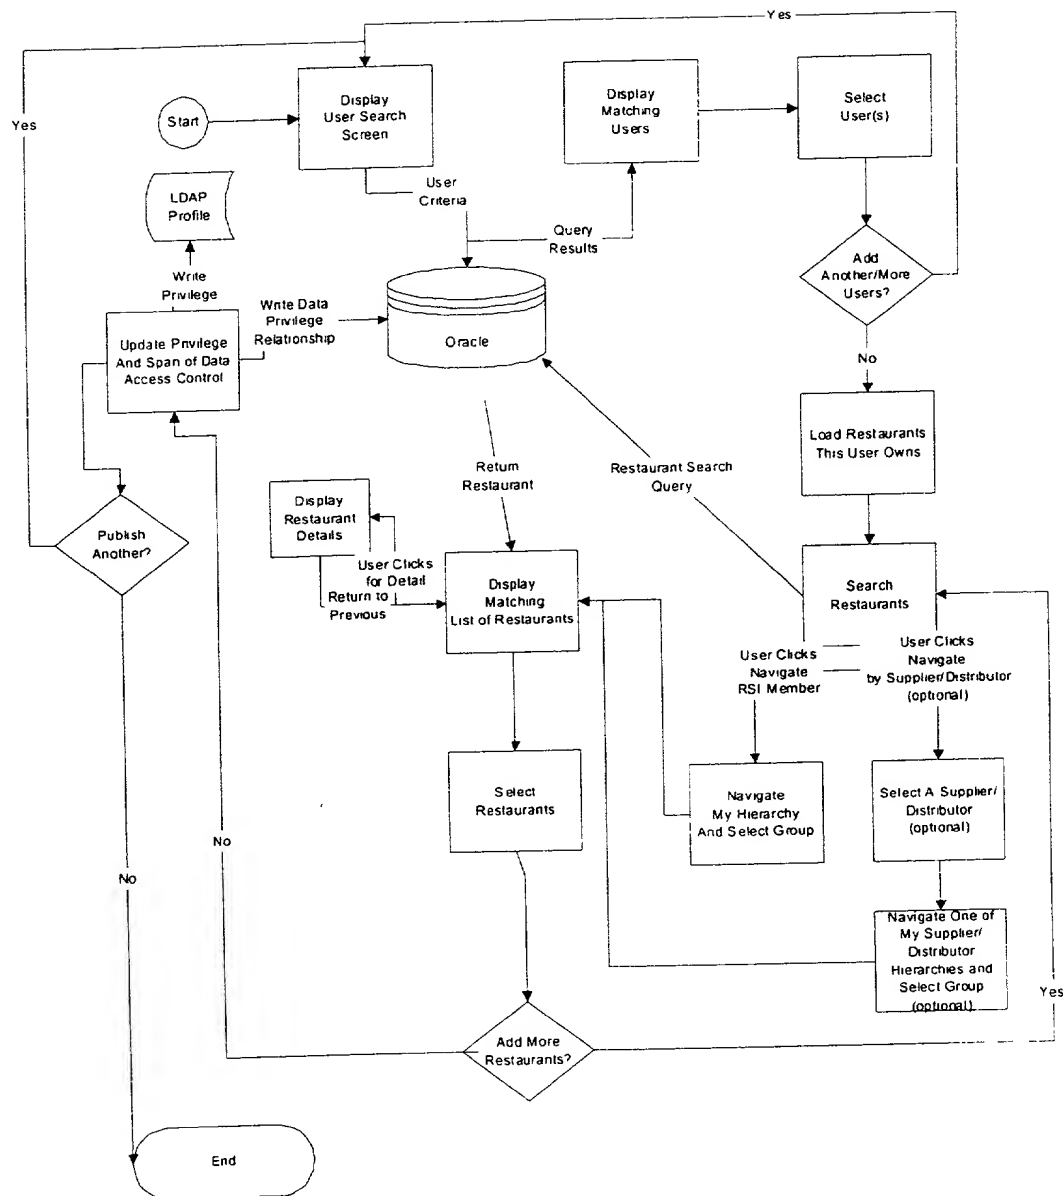 Yes
Yes
Start
Display
User Search
Screen
Display
Matching
Users
Select
User(s)
LDAP
Profile
User
Criteria
Query
Results
Add
Another/More
Users?
Write
Privilege
Write Data
Privilege
Relationship
Oracle
Update Privilege
And Span of Data
Access Control
No
Load Restaurants
This User Owns
Return
Restaurant
Restaurant Search
Query
Display
Restaurant
Details
Publish
Another?
User Clicks
for Detail
Return to
Previous
Display
Matching
List of Restaurants
Search
Restaurants
User Clicks
Navigate
RSI Member
User Clicks
Navigate
by Supplier/Distributor
(optional)
Select
Restaurants
Navigate
My Hierarchy
And Select Group
Select A Supplier/
Distributor
(optional)
No
No
Navigate One of
My Supplier/
Distributor
Hierarchies and
Select Group
(optional)
Yes
Add More
Restaurants?
End